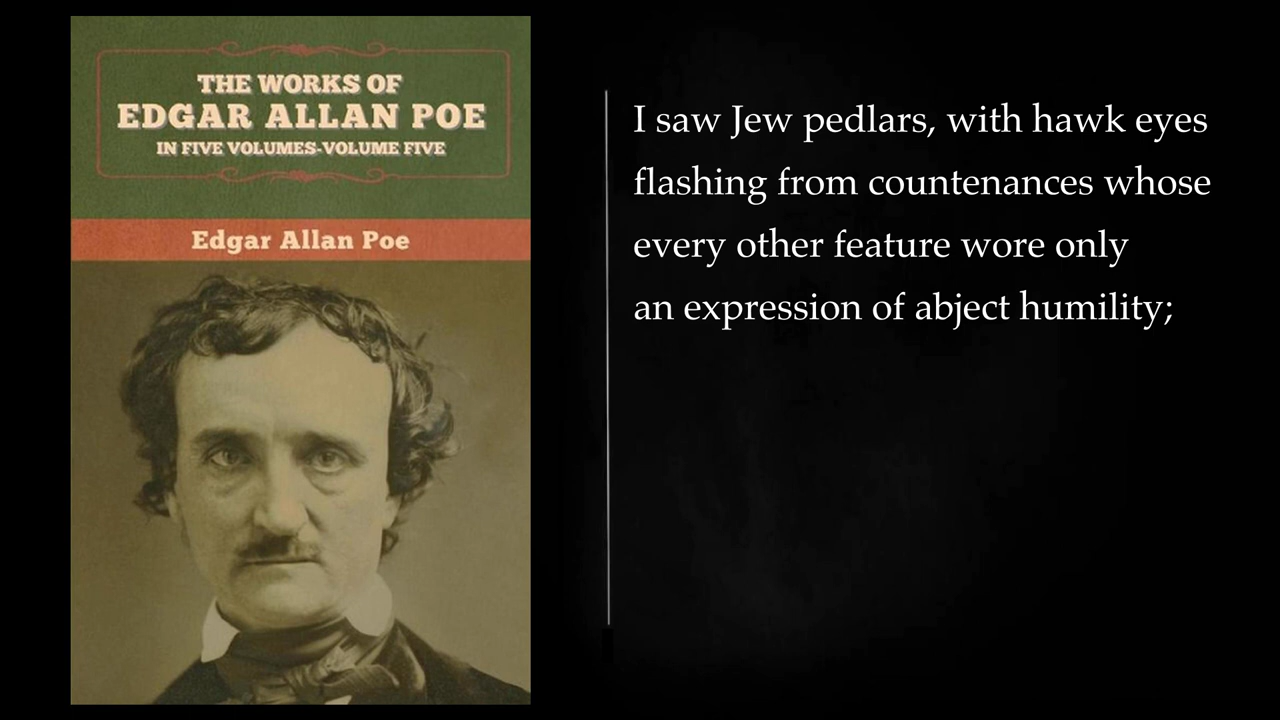 THE WORKS OF
EDGAR ALLAN POE
IN FIVE VOLUMES-VOLUME FIVE
Edgar Allan Poe
I saw Jew pedlars, with hawk eyes
flashing from countenances whose
every other feature wore only
an expression of abject humility;